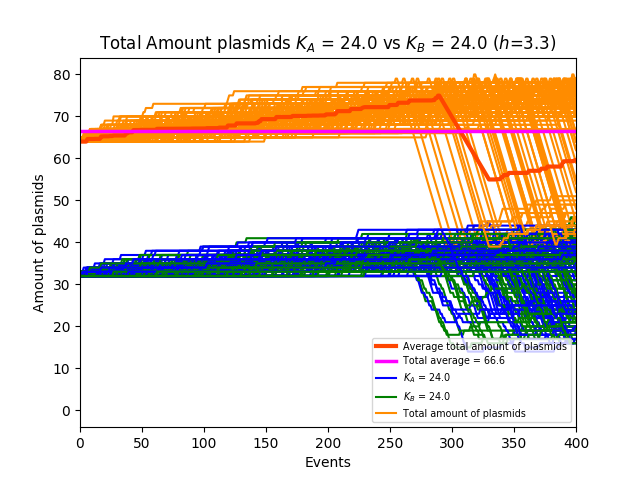 Total Amount plasmids K_A = 24.0 vs K_B = 24.0 (h=3.3)
80
70
60
50
40
30
20
10
0
Amount of plasmids
Average total amount of plasmids
Total average = 66.6
K_A = 24.0
K_B = 24.0
Total amount of plasmids
0 50 100 150 200 250 300 350 400
Events